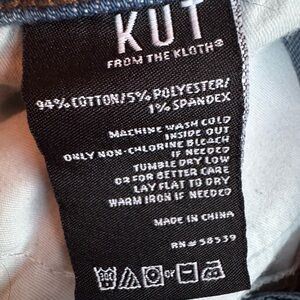 KUT
FROM THE KLOTH®
94% COTTON/5% POLYESTER/
1% SPANDEX
MACHINE WASH COLD
INSIDE OUT
ONLY NON-CHLORINE BLEACH
IF NEEDED
TUMBLE DRY LOW
OR FOR BETTER CARE
LAY FLAT TO DRY
WARM IRON IF NEEDED
MADE IN CHINA
RN# 58539
or